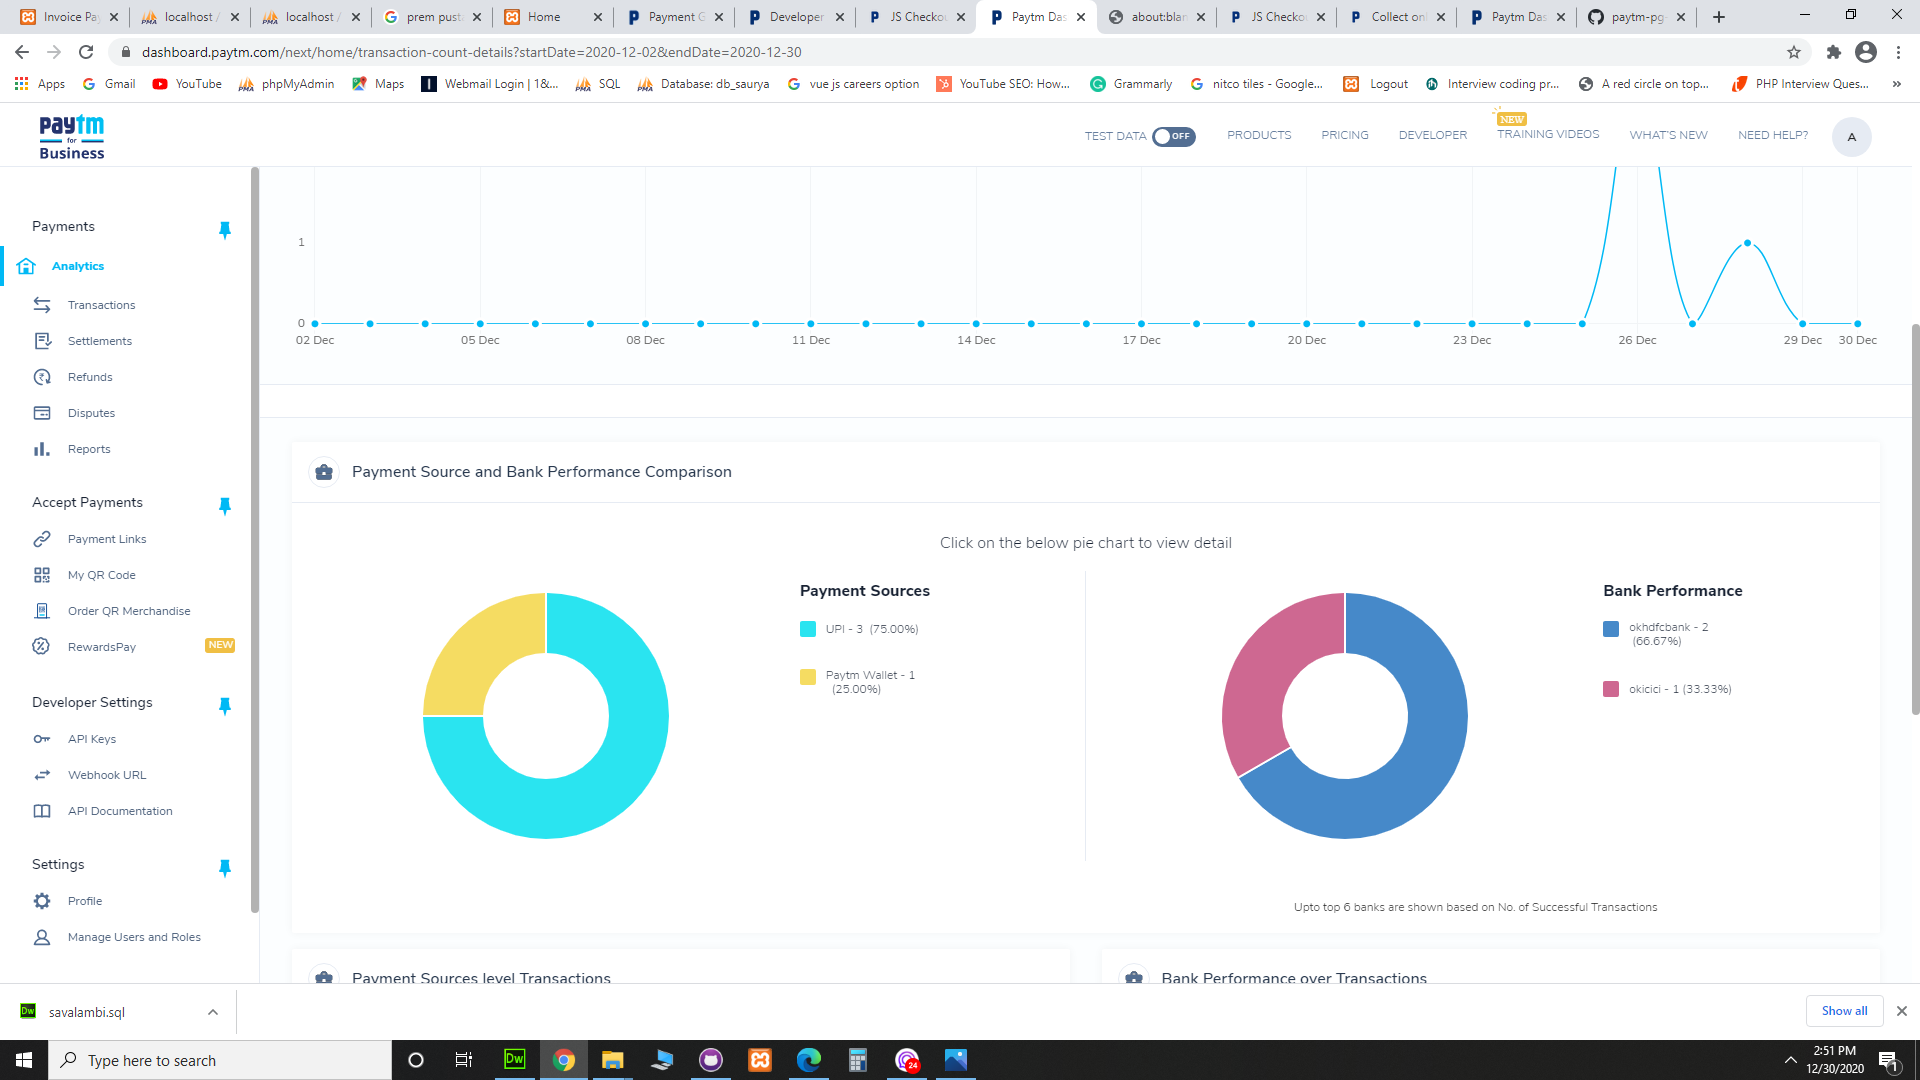 Invoice Pa
localhost /
localhost /
prem pust
Home
Payment G
Developer
JS Checkou
Paytm Das
about:blan
JS Checkou
Collect onl
Paytm Das
paytm-pg-
dashboard.paytm.com/next/home/transaction-count-details?startDate=2020-12-02&endDate=2020-12-30
Apps
Gmail
YouTube
phpMyAdmin
Maps
Webmail Login | 1&...
SQL
Database: db_saurya
vue js careers option
YouTube SEO: How...
Grammarly
nitco tiles - Google...
Logout
Interview coding pr...
A red circle on top...
PHP Interview Ques...
»
paytm
for
Business
TEST DATA OFF
PRODUCTS
PRICING
DEVELOPER
NEW
TRAINING VIDEOS
WHAT'S NEW
NEED HELP?
A
Payments
Analytics
Transactions
Settlements
Refunds
Disputes
Reports
Accept Payments
Payment Links
My QR Code
Order QR Merchandise
RewardsPay NEW
Developer Settings
API Keys
Webhook URL
API Documentation
Settings
Profile
Manage Users and Roles
1
0
02 Dec 05 Dec 08 Dec 11 Dec 14 Dec 17 Dec 20 Dec 23 Dec 26 Dec 29 Dec 30 Dec
Payment Source and Bank Performance Comparison
Click on the below pie chart to view detail
Payment Sources
UPI - 3 (75.00%)
Paytm Wallet - 1
(25.00%)
Bank Performance
okhdfcbank - 2
(66.67%)
okicici - 1 (33.33%)
Upto top 6 banks are shown based on No. of Successful Transactions
Payment Sources level Transactions
Bank Performance over Transactions
Dw
savalambi.sql
Show all
Type here to search
Dw
24
2:51 PM
12/30/2020
1